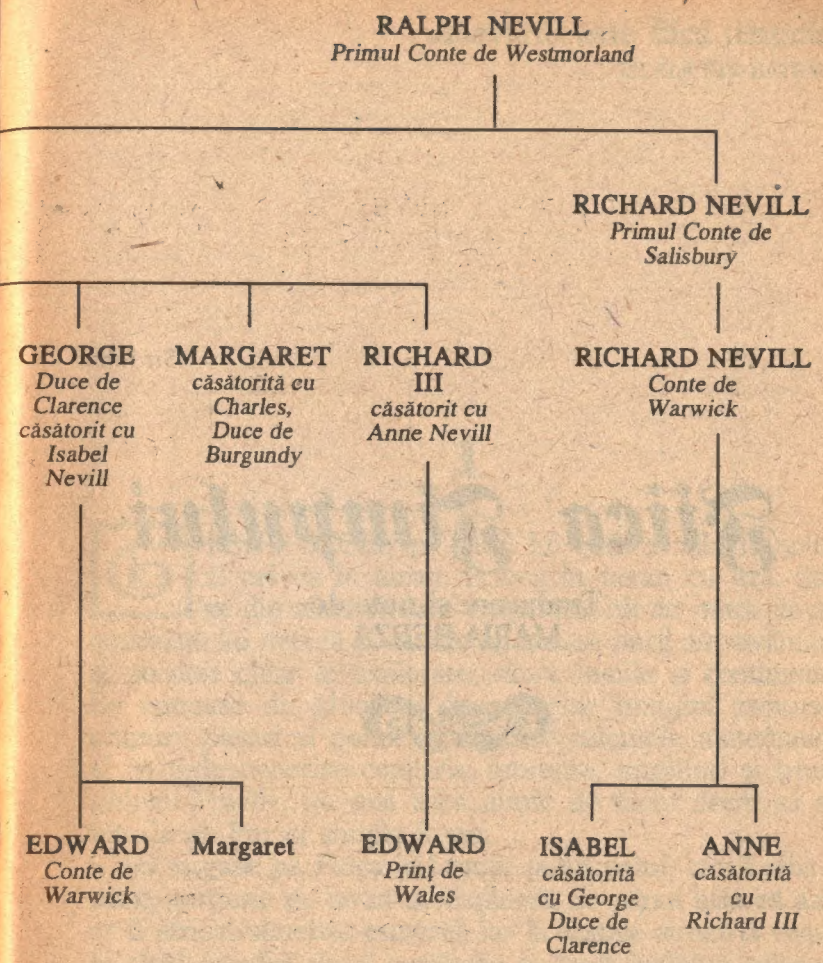 RALPH NEVILL
Primul Conte de Westmorland
RICHARD NEVILL
Primul Conte de
Salisbury
GEORGE
Duce de
Clarence
căsătorit cu
Isabel
Nevill
MARGARET
căsătorită cu
Charles,
Duce de
Burgundy
RICHARD
III
căsătorit cu
Anne Nevill
RICHARD NEVILL
Conte de
Warwick
EDWARD
Conte de
Warwick
Margaret
EDWARD
Prinţ de
Wales
ISABEL
căsătorită
cu George
Duce de
Clarence
ANNE
căsătorită
cu
Richard III
Fiica Timpului